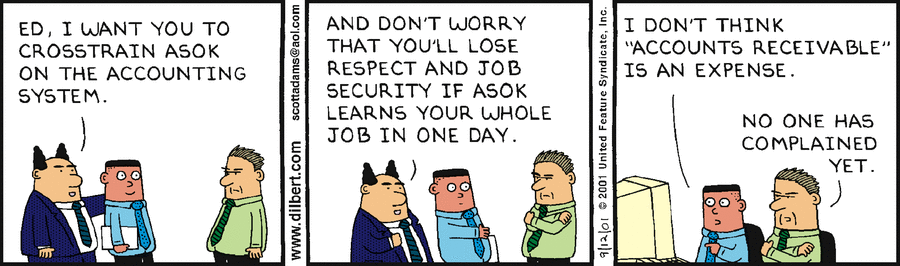 ED, I WANT YOU TO
CROSSTRAIN ASOK
ON THE ACCOUNTING
SYSTEM.
www.dilbert.com
scottadams@aol.com
AND DON'T WORRY
THAT YOU'LL LOSE
RESPECT AND JOB
SECURITY IF ASOK
LEARNS YOUR WHOLE
JOB IN ONE DAY.
9/12/01 © 2001 United Feature Syndicate, Inc.
I DON'T THINK
"ACCOUNTS RECEIVABLE"
IS AN EXPENSE.
NO ONE HAS
COMPLAINED
YET.